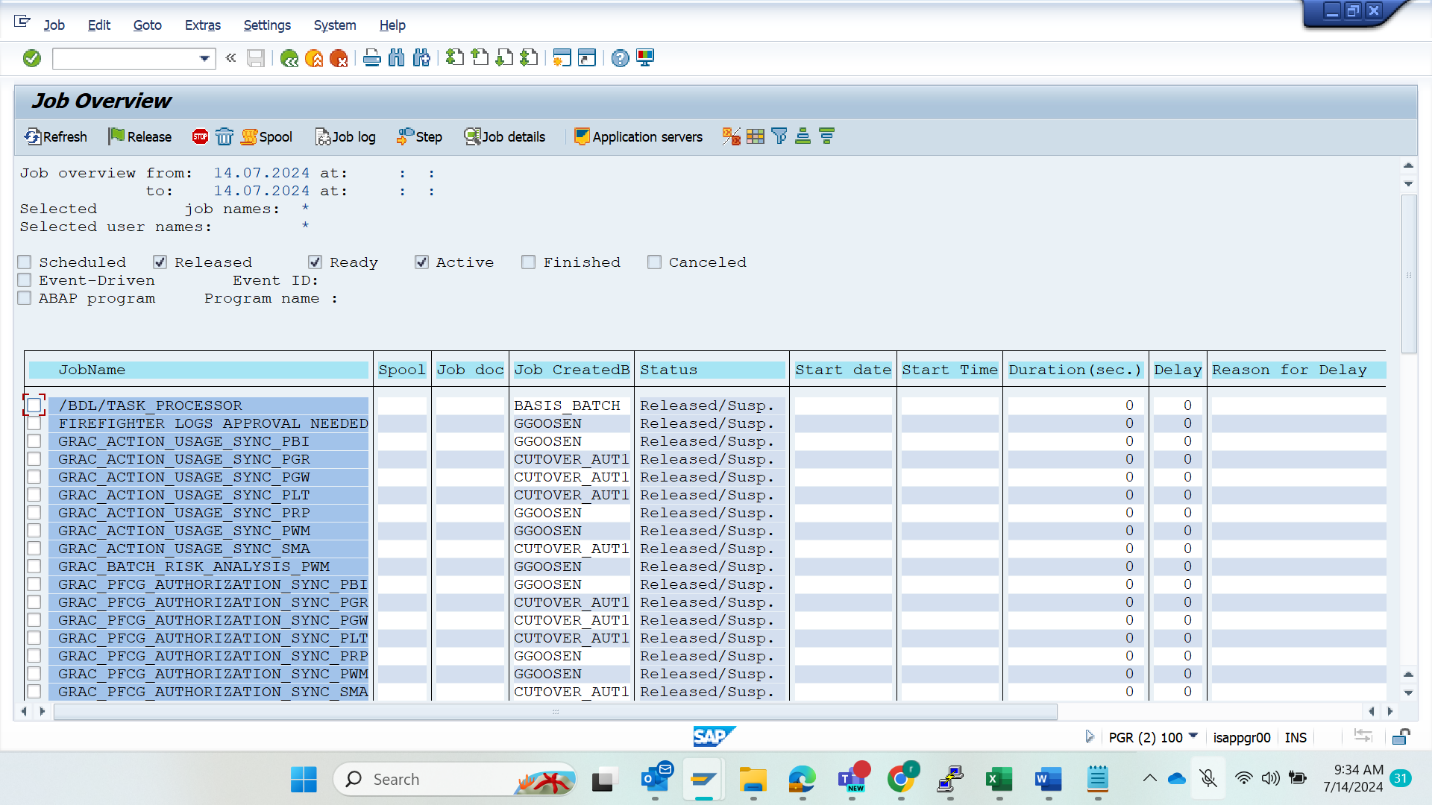 Job Edit Goto Extras Settings System Help
Job Overview
Refresh Release STOP Spool Job log Step Job details Application servers
Job overview from: 14.07.2024 at: : :
to: 14.07.2024 at: : :
Selected job names: *
Selected user names: *
Scheduled Released Ready Active Finished Canceled
Event-Driven Event ID:
ABAP program Program name :
JobName Spool Job doc Job CreatedB Status Start date Start Time Duration(sec.) Delay Reason for Delay
/BDL/TASK_PROCESSOR BASIS_BATCH Released/Susp. 0 0
FIREFIGHTER LOGS APPROVAL NEEDED GGOOSEN Released/Susp. 0 0
GRAC_ACTION_USAGE_SYNC_PBI GGOOSEN Released/Susp. 0 0
GRAC_ACTION_USAGE_SYNC_PGR CUTOVER_AUT1 Released/Susp. 0 0
GRAC_ACTION_USAGE_SYNC_PGW CUTOVER_AUT1 Released/Susp. 0 0
GRAC_ACTION_USAGE_SYNC_PLT CUTOVER_AUT1 Released/Susp. 0 0
GRAC_ACTION_USAGE_SYNC_PRP GGOOSEN Released/Susp. 0 0
GRAC_ACTION_USAGE_SYNC_PWM GGOOSEN Released/Susp. 0 0
GRAC_ACTION_USAGE_SYNC_SMA CUTOVER_AUT1 Released/Susp. 0 0
GRAC_BATCH_RISK_ANALYSIS_PWM GGOOSEN Released/Susp. 0 0
GRAC_PFCG_AUTHORIZATION_SYNC_PBI GGOOSEN Released/Susp. 0 0
GRAC_PFCG_AUTHORIZATION_SYNC_PGR CUTOVER_AUT1 Released/Susp. 0 0
GRAC_PFCG_AUTHORIZATION_SYNC_PGW CUTOVER_AUT1 Released/Susp. 0 0
GRAC_PFCG_AUTHORIZATION_SYNC_PLT CUTOVER_AUT1 Released/Susp. 0 0
GRAC_PFCG_AUTHORIZATION_SYNC_PRP GGOOSEN Released/Susp. 0 0
GRAC_PFCG_AUTHORIZATION_SYNC_PWM GGOOSEN Released/Susp. 0 0
GRAC_PFCG_AUTHORIZATION_SYNC_SMA CUTOVER_AUT1 Released/Susp. 0 0
SAP PGR (2) 100 isappgr00 INS
Search NEW r 9:34 AM
7/14/2024 31